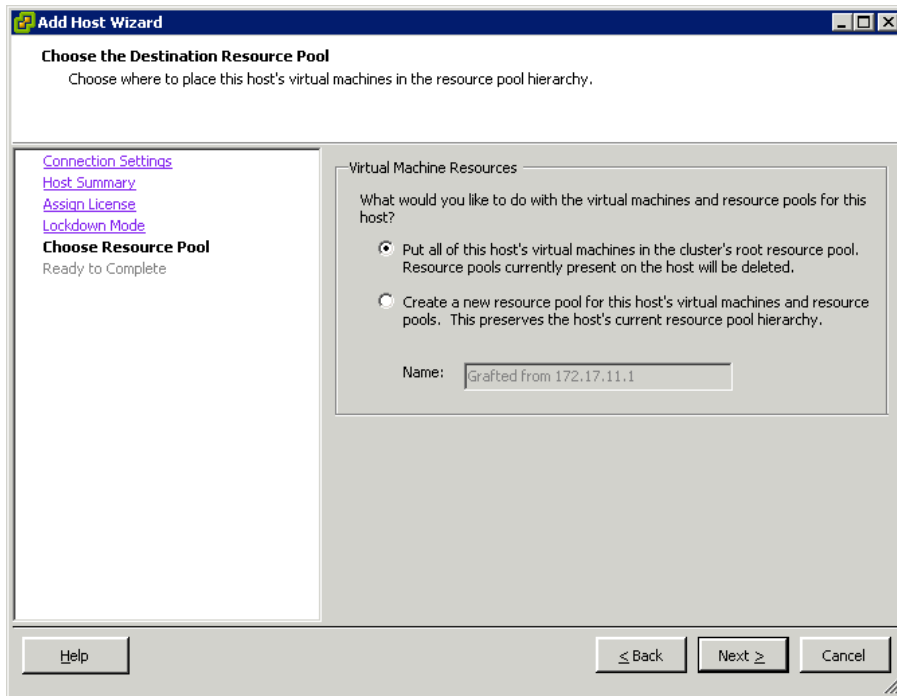 Add Host Wizard
Choose the Destination Resource Pool
Choose where to place this host's virtual machines in the resource pool hierarchy.
Connection Settings
Host Summary
Assign License
Lockdown Mode
Choose Resource Pool
Ready to Complete
Virtual Machine Resources
What would you like to do with the virtual machines and resource pools for this
host?
Put all of this host's virtual machines in the cluster's root resource pool.
Resource pools currently present on the host will be deleted.
Create a new resource pool for this host's virtual machines and resource
pools. This preserves the host's current resource pool hierarchy.
Name: Grafted from 172.17.11.1
Help
< Back
Next >
Cancel